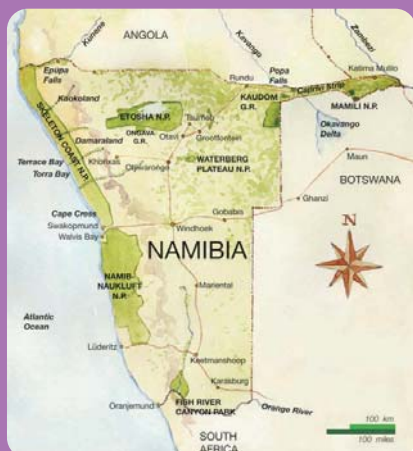 ANGOLA
Kunene
Kavango
Zambezi
Epupa
Falls
Kaokoland
Rundu
Popa
Falls
Katima Mulilo
Caprivi Strip
KAUDOM
G.R.
MAMILI N.P.
ETOSHA N.P.
Tsumeb
ONGAVA
G.R.
Otavi
Grootfontein
Okavango
Delta
SKELETON COAST N.P.
Damaraland
Terrace Bay
Khorixas
Torra Bay
Otjiwarongo
WATERBERG
PLATEAU N.P.
Maun
BOTSWANA
Ghanzi
Cape Cross
Swakopmund
Walvis Bay
Windhoek
Gobabis
NAMIBIA
N
NAMIB-
NAUKLUFT
N.P.
Mariental
Atlantic
Ocean
Lüderitz
Keetmanshoop
Karasburg
Oranjemund
FISH RIVER
CANYON PARK
Orange River
SOUTH
AFRICA
100 km
100 miles